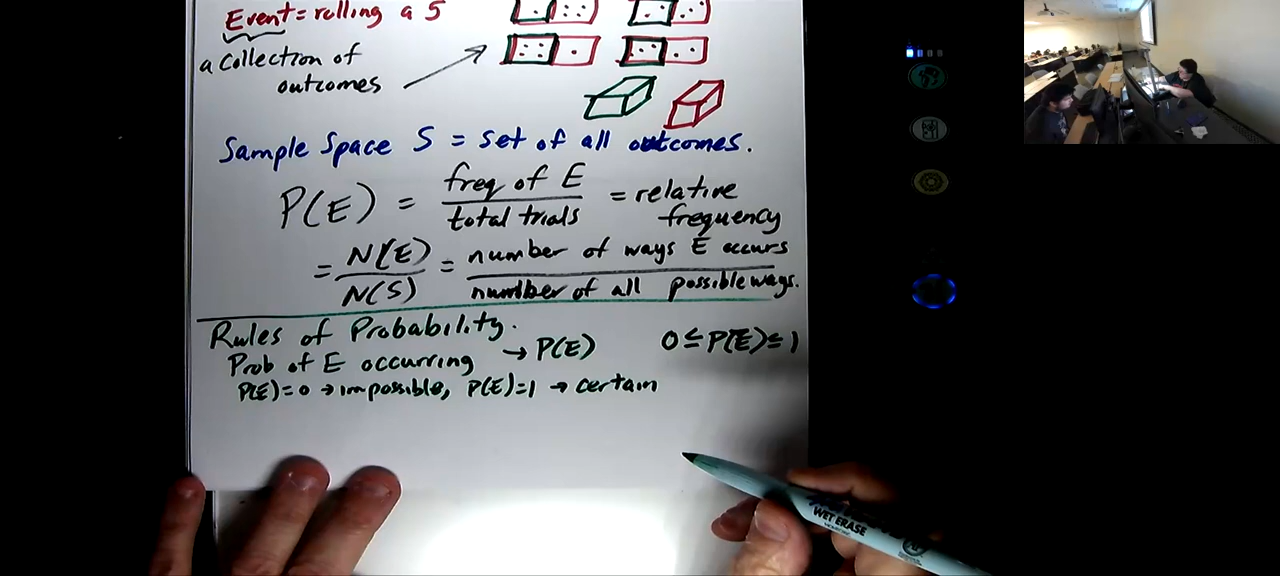 Event = rolling a 5
a collection of
outcomes
Sample Space S = set of all outcomes.
P(E) = freq of E / total trials = relative frequency
= N(E) / N(S) = number of ways E occurs / number of all possible ways.
Rules of Probability.
Prob of E occurring → P(E) 0 ≤ P(E) ≤ 1
P(E)=0 → impossible, P(E)=1 → certain
WET ERASE